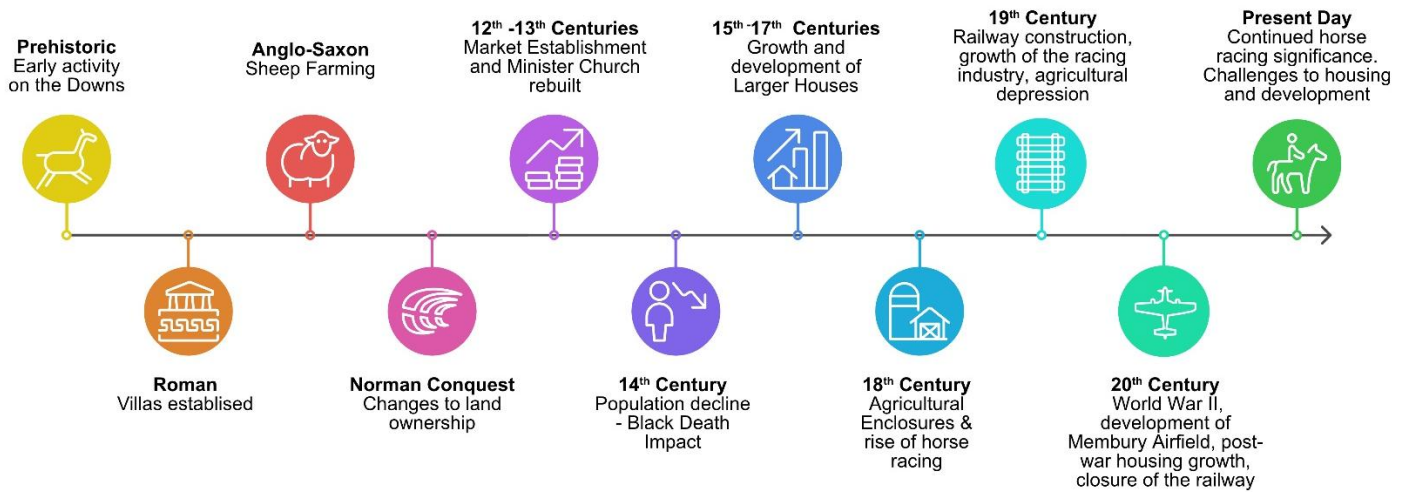 Prehistoric
Early activity
on the Downs
Anglo-Saxon
Sheep Farming
12th -13th Centuries
Market Establishment
and Minister Church
rebuilt
15th -17th Centuries
Growth and
development of
Larger Houses
19th Century
Railway construction,
growth of the racing
industry, agricultural
depression
Present Day
Continued horse
racing significance.
Challenges to housing
and development
Roman
Villas establised
Norman Conquest
Changes to land
ownership
14th Century
Population decline
- Black Death
Impact
18th Century
Agricultural
Enclosures &
rise of horse
racing
20th Century
World War II,
development of
Membury Airfield, post-
war housing growth,
closure of the railway